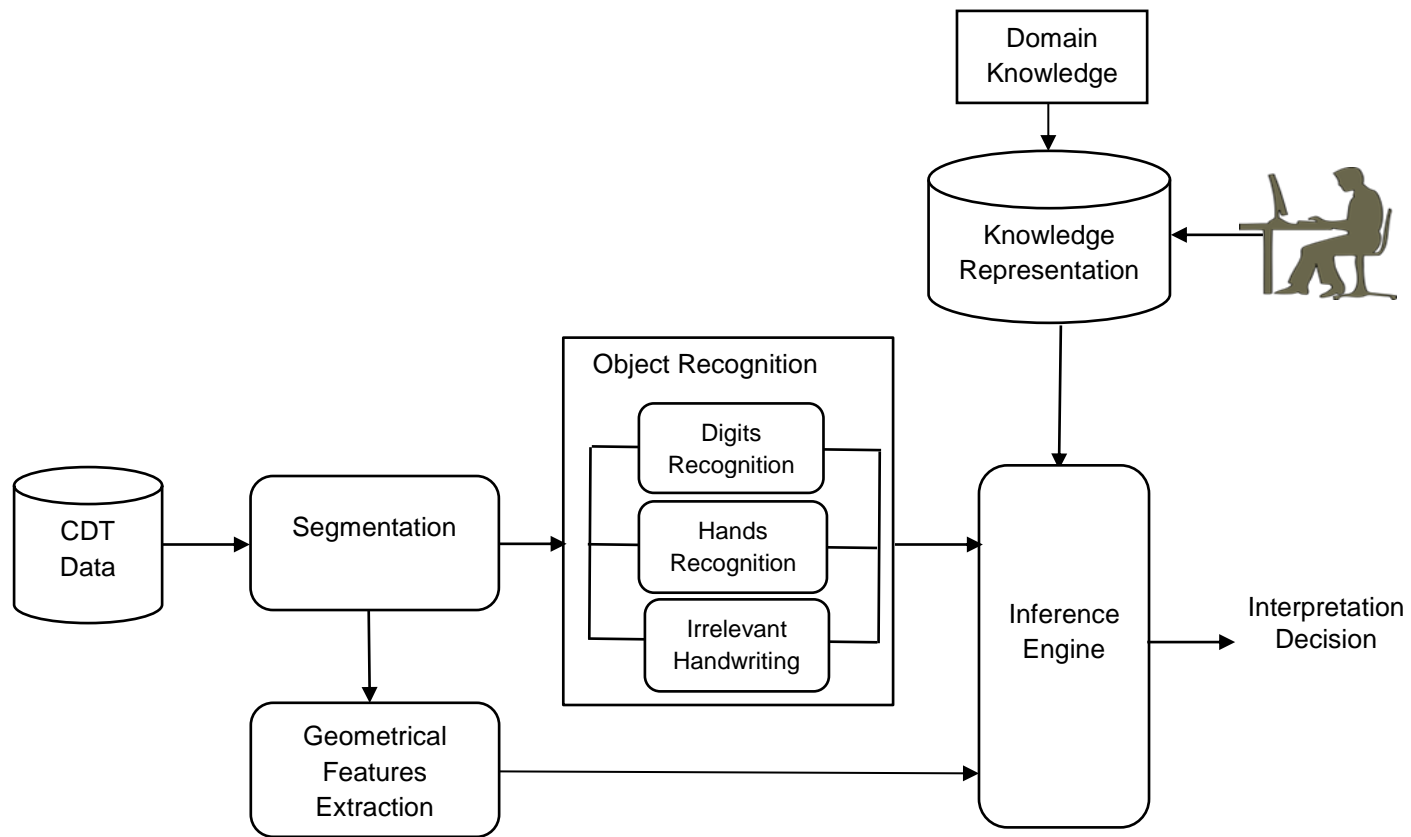 Domain
Knowledge
Knowledge
Representation
Object Recognition
Digits
Recognition
Hands
Recognition
Irrelevant
Handwriting
CDT
Data
Segmentation
Geometrical
Features
Extraction
Inference
Engine
Interpretation
Decision